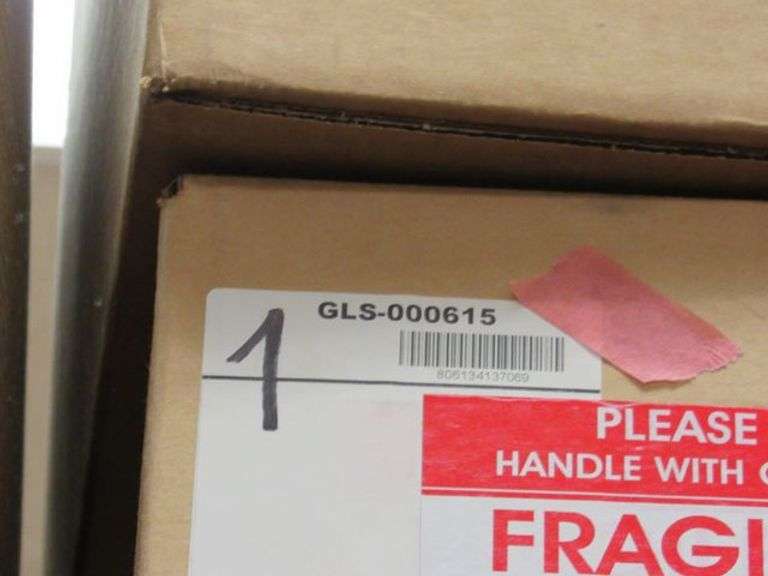 1
GLS-000615
806134137069
PLEASE
HANDLE WITH
FRAGI